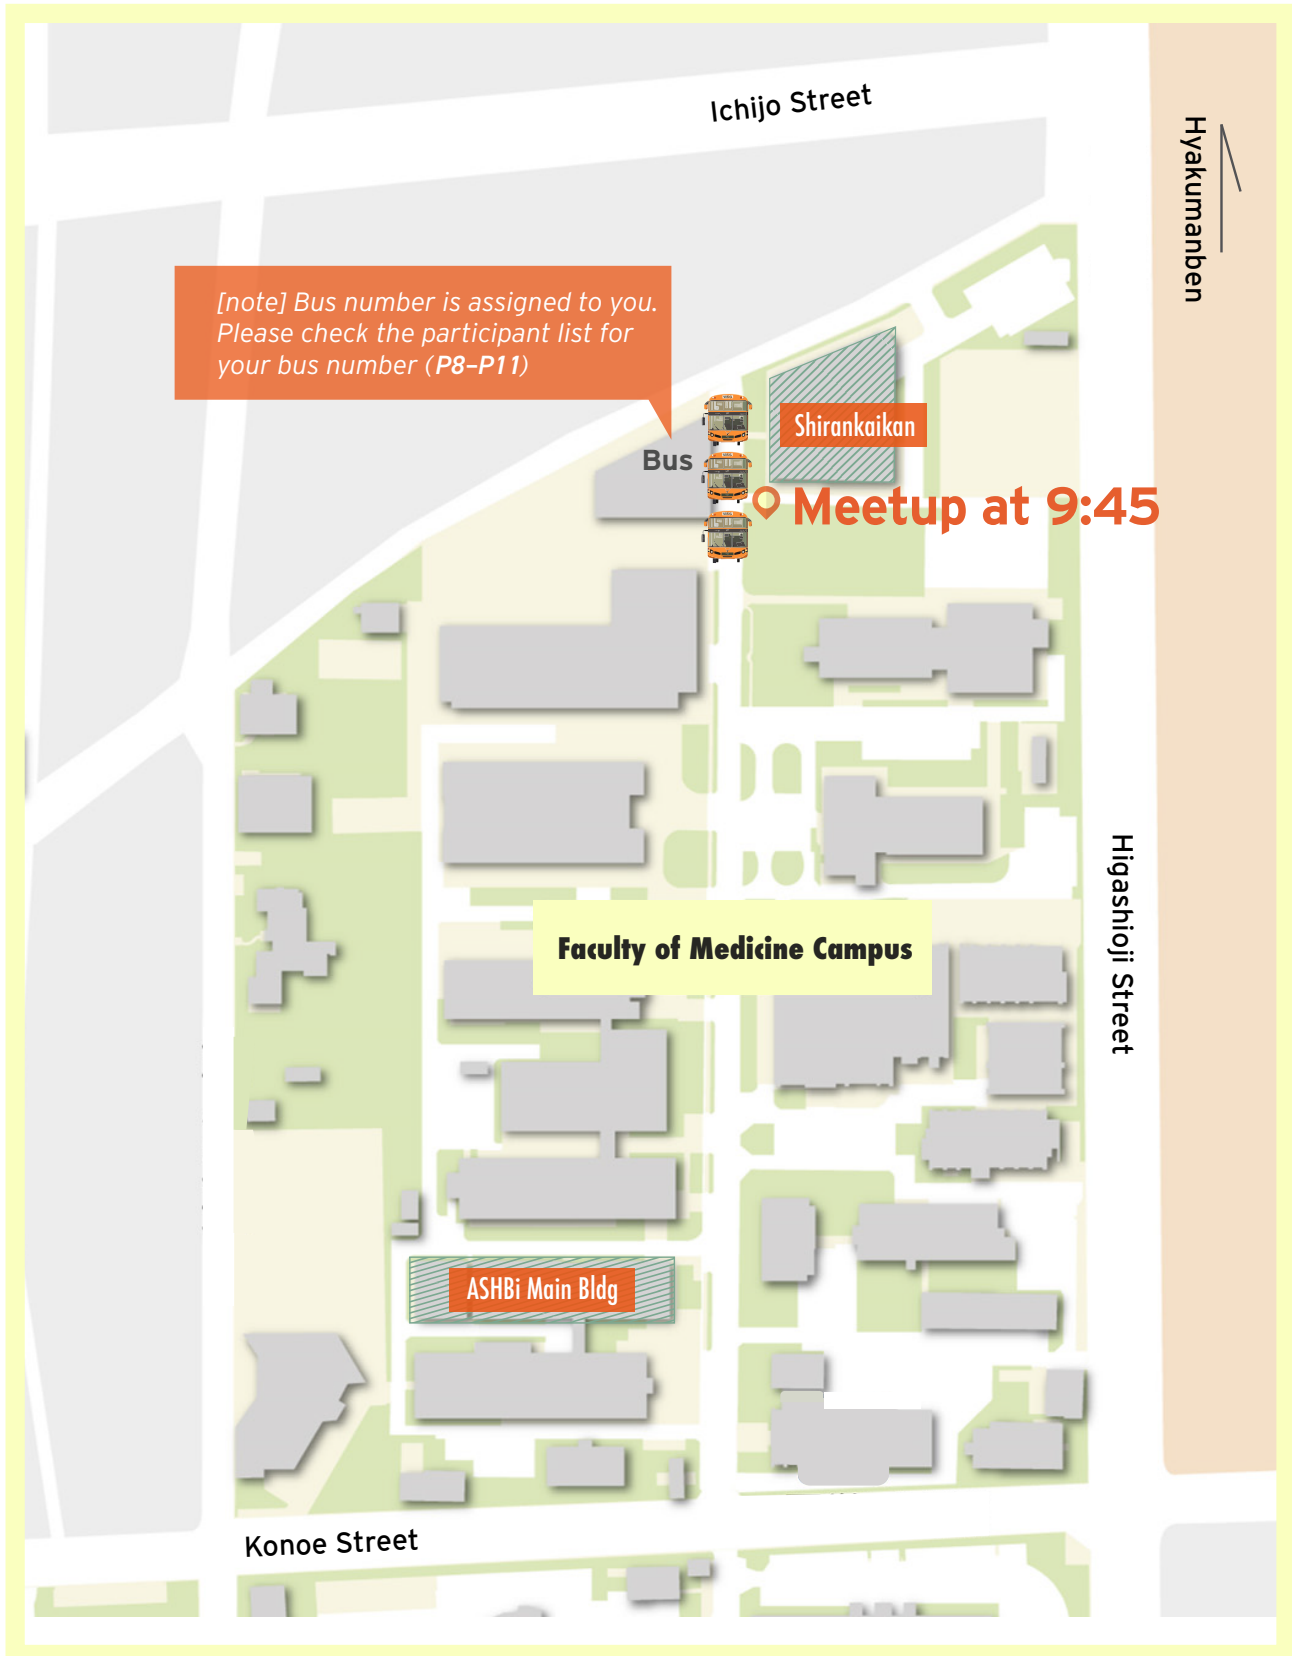 Ichijo Street
Hyakumanben
[note] Bus number is assigned to you.
Please check the participant list for
your bus number (P8–P11)
Shirankaikan
Bus
Meetup at 9:45
Higashioji Street
Faculty of Medicine Campus
ASHBi Main Bldg
Konoe Street